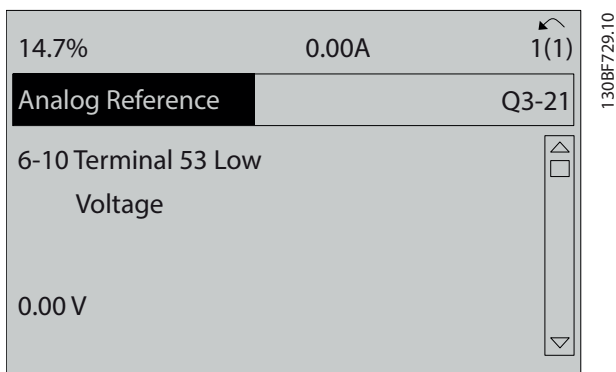 14.7% 0.00A 1(1)
Analog Reference Q3-21
6-10 Terminal 53 Low
Voltage
0.00 V
130BF729.10